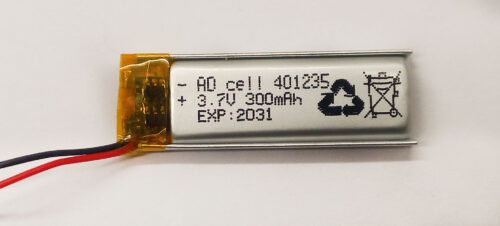 - AD cell 401235
+ 3.7V 300mAh
EXP:2031